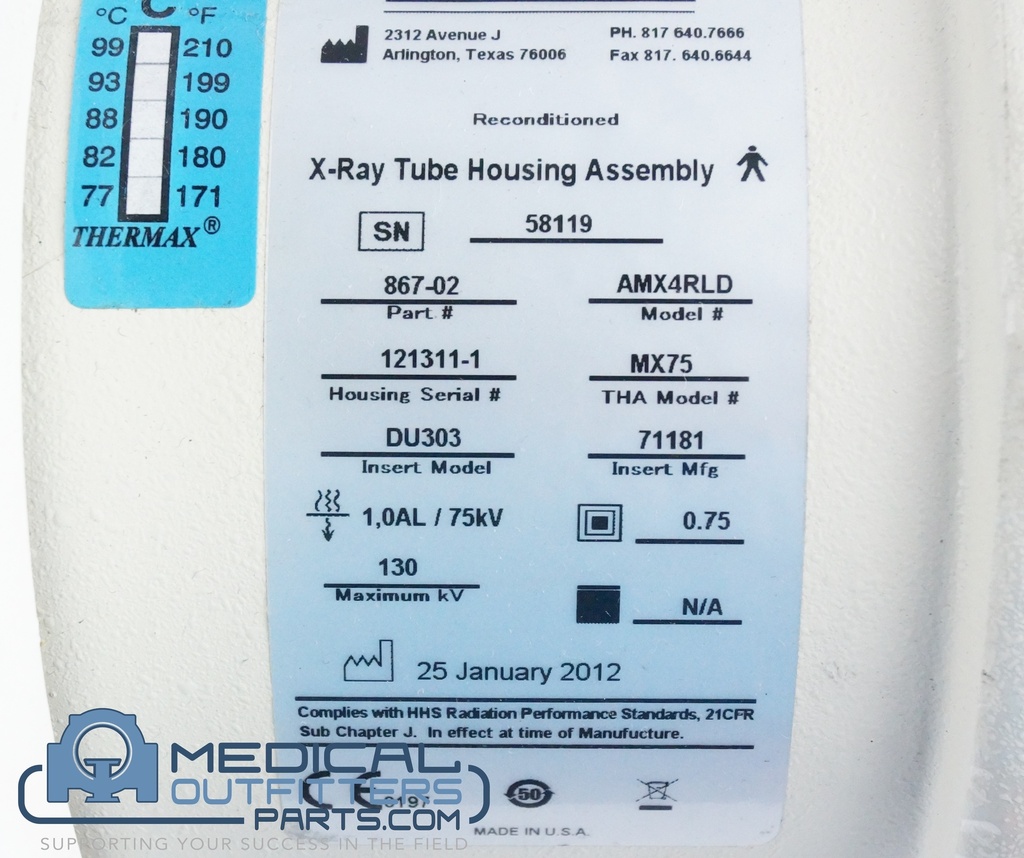 C
°C °F
99 210
93 199
88 190
82 180
77 171
THERMAX®
2312 Avenue J PH. 817 640.7666
Arlington, Texas 76006 Fax 817. 640.6644
Reconditioned
X-Ray Tube Housing Assembly
SN 58119
867-02 AMX4RLD
Part # Model #
121311-1 MX75
Housing Serial # THA Model #
DU303 71181
Insert Model Insert Mfg
1,0AL / 75kV 0.75
130
Maximum kV
N/A
25 January 2012
Complies with HHS Radiation Performance Standards, 21CFR
Sub Chapter J. In effect at time of Manufucture.
CE 0197 50
MADE IN U.S.A.
MEDICAL
OUTFITTERS
PARTS.COM
SUPPORTING YOUR SUCCESS IN THE FIELD